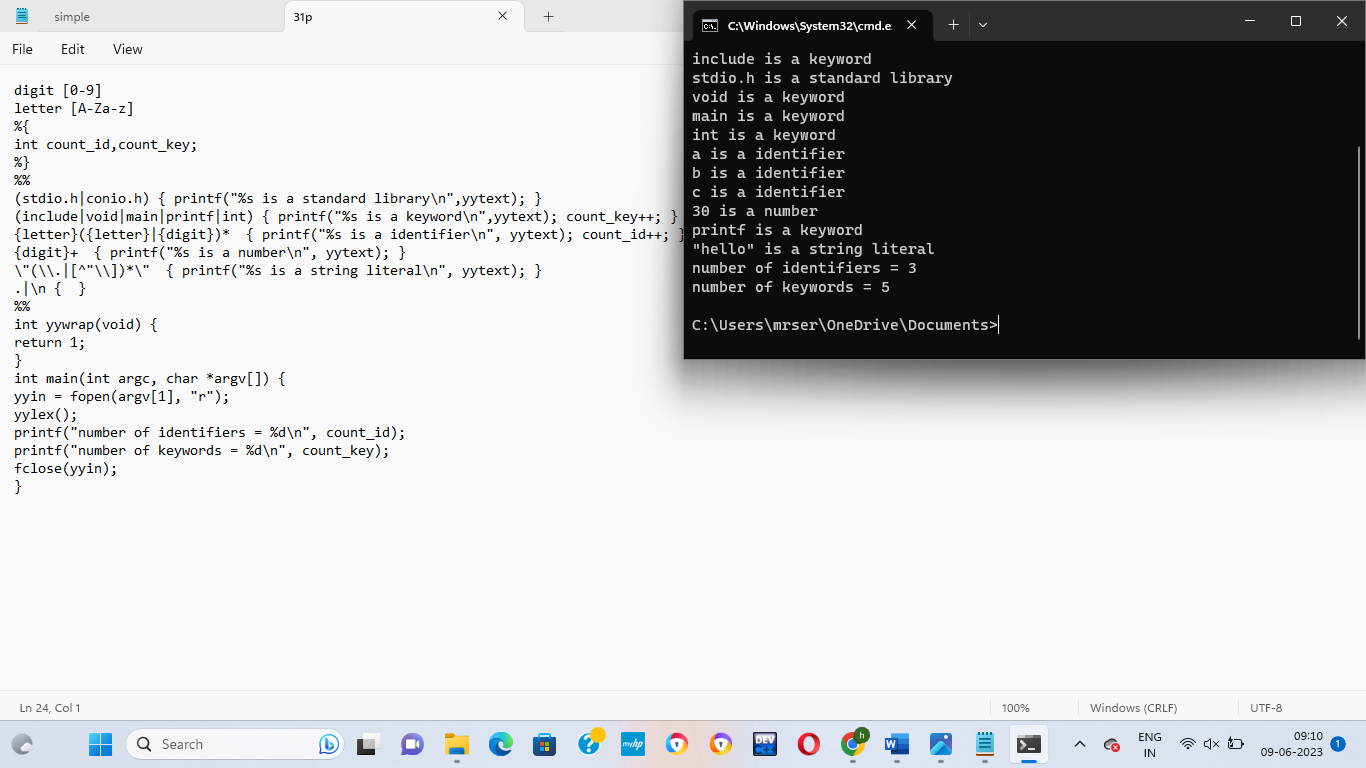 simple
31p
File Edit View
digit [0-9]
letter [A-Za-z]
%{
int count_id,count_key;
%}
%%
(stdio.h|conio.h) { printf("%s is a standard library\n",yytext); }
(include|void|main|printf|int) { printf("%s is a keyword\n",yytext); count_key++; }
{letter}({letter}|{digit})*  { printf("%s is a identifier\n", yytext); count_id++; }
{digit}+  { printf("%s is a number\n", yytext); }
\"(\\.|[^"\\])*\"  { printf("%s is a string literal\n", yytext); }
.|\n {  }
%%
int yywrap(void) {
return 1;
}
int main(int argc, char *argv[]) {
yyin = fopen(argv[1], "r");
yylex();
printf("number of identifiers = %d\n", count_id);
printf("number of keywords = %d\n", count_key);
fclose(yyin);
}
C:\Windows\System32\cmd.e
include is a keyword
stdio.h is a standard library
void is a keyword
main is a keyword
int is a keyword
a is a identifier
b is a identifier
c is a identifier
30 is a number
printf is a keyword
"hello" is a string literal
number of identifiers = 3
number of keywords = 5
C:\Users\mrser\OneDrive\Documents>
Ln 24, Col 1
100%
Windows (CRLF)
UTF-8
Search
myhp
DEV
h
W
ENG
IN
09:10
09-06-2023
1